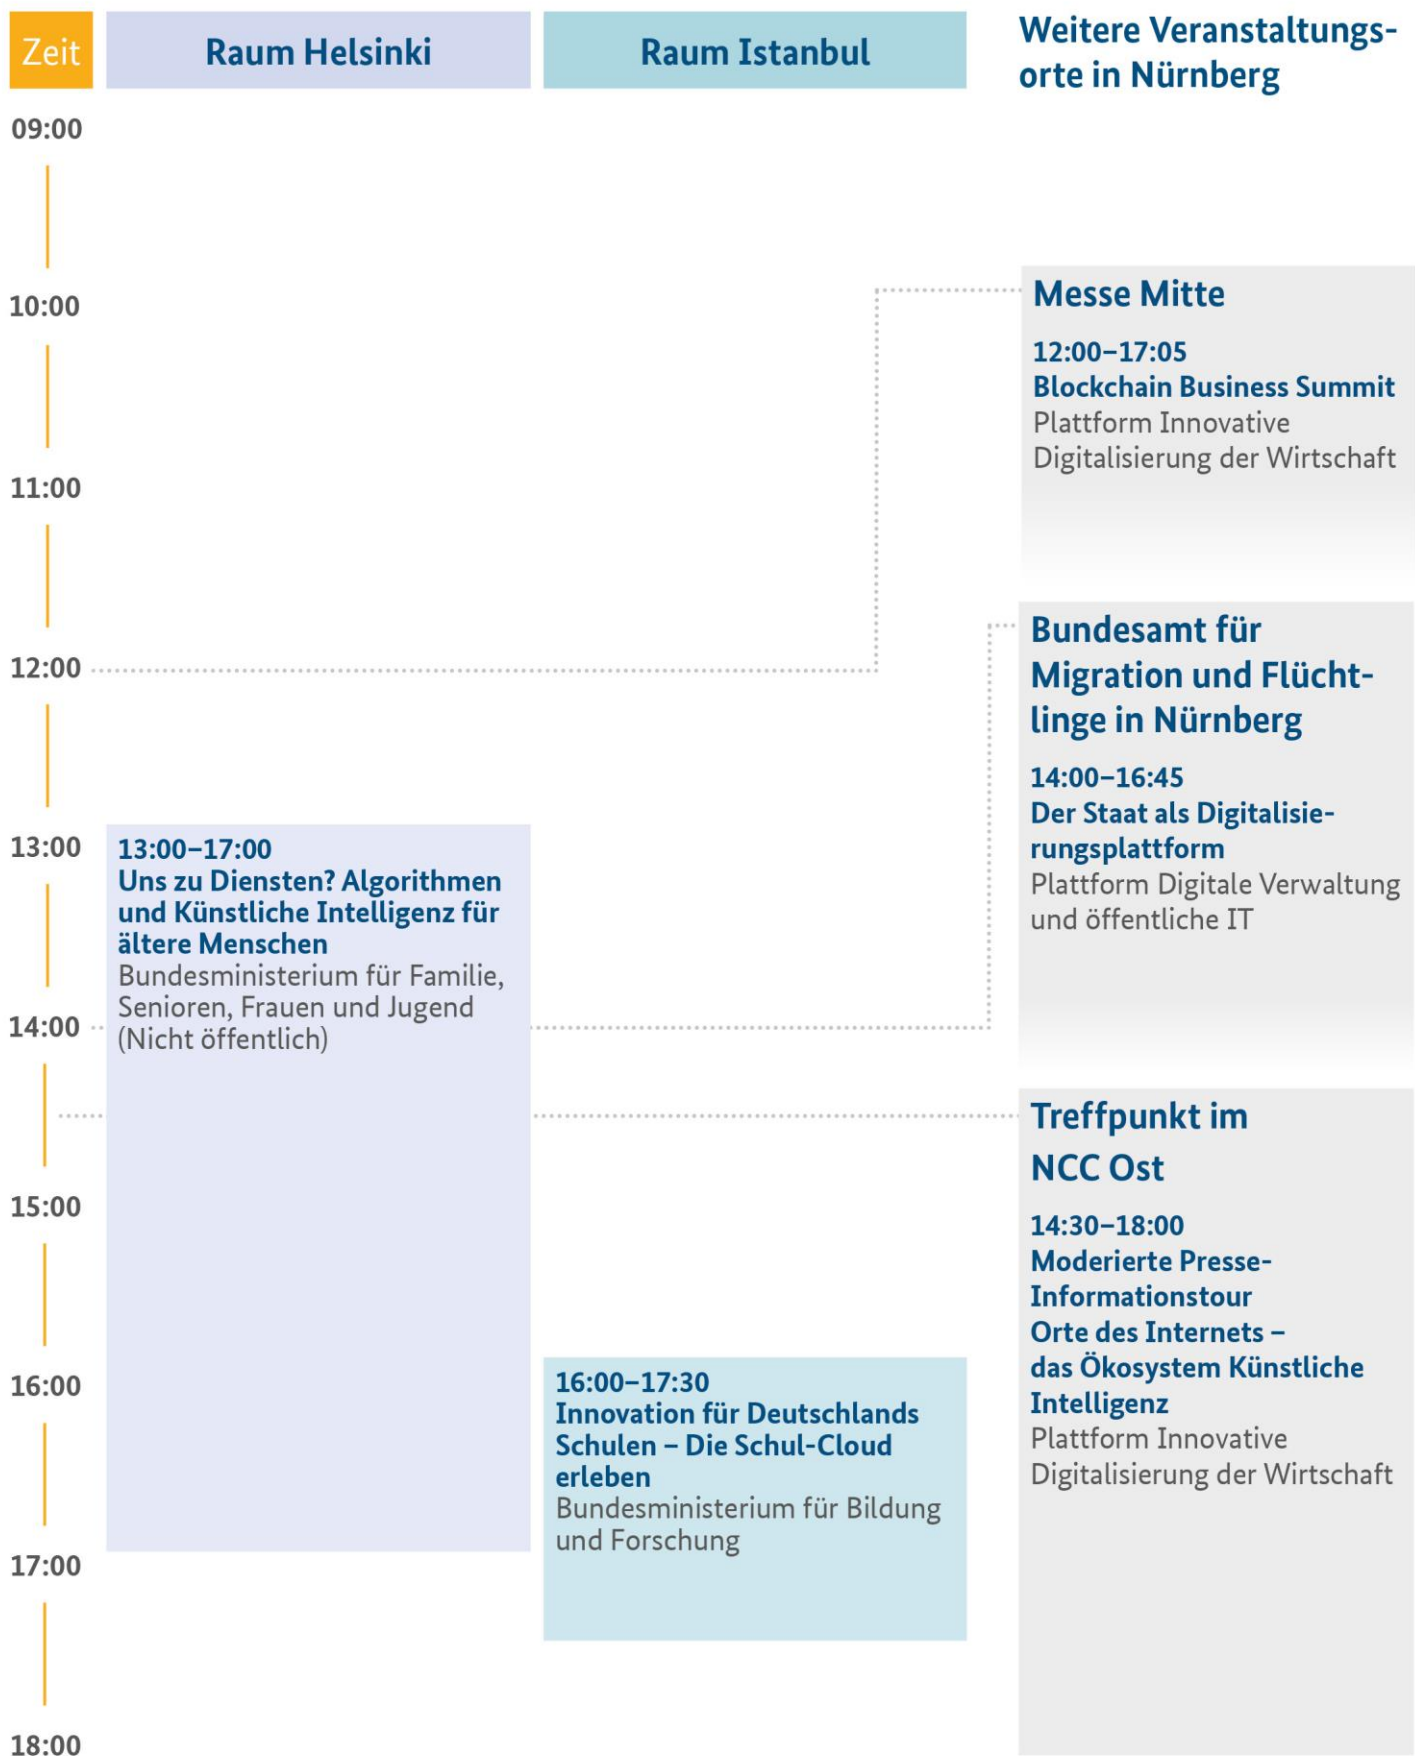 Zeit
Raum Helsinki
Raum Istanbul
Weitere Veranstaltungs-
orte in Nürnberg
09:00
10:00
11:00
12:00
13:00
14:00
15:00
16:00
17:00
18:00
13:00–17:00
Uns zu Diensten? Algorithmen
und Künstliche Intelligenz für
ältere Menschen
Bundesministerium für Familie,
Senioren, Frauen und Jugend
(Nicht öffentlich)
16:00–17:30
Innovation für Deutschlands
Schulen – Die Schul-Cloud
erleben
Bundesministerium für Bildung
und Forschung
Messe Mitte
12:00–17:05
Blockchain Business Summit
Plattform Innovative
Digitalisierung der Wirtschaft
Bundesamt für
Migration und Flücht-
linge in Nürnberg
14:00–16:45
Der Staat als Digitalisie-
rungsplattform
Plattform Digitale Verwaltung
und öffentliche IT
Treffpunkt im
NCC Ost
14:30–18:00
Moderierte Presse-
Informationstour
Orte des Internets –
das Ökosystem Künstliche
Intelligenz
Plattform Innovative
Digitalisierung der Wirtschaft